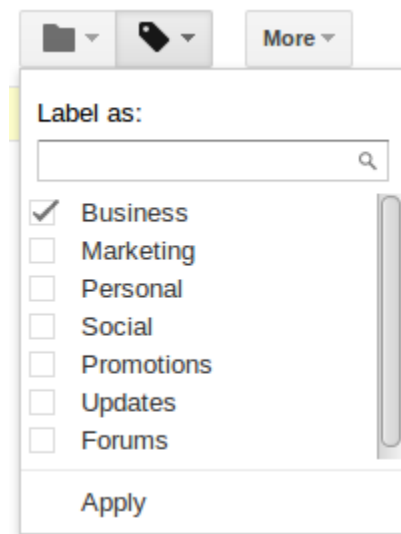 More
Label as:
Business
Marketing
Personal
Social
Promotions
Updates
Forums
Apply